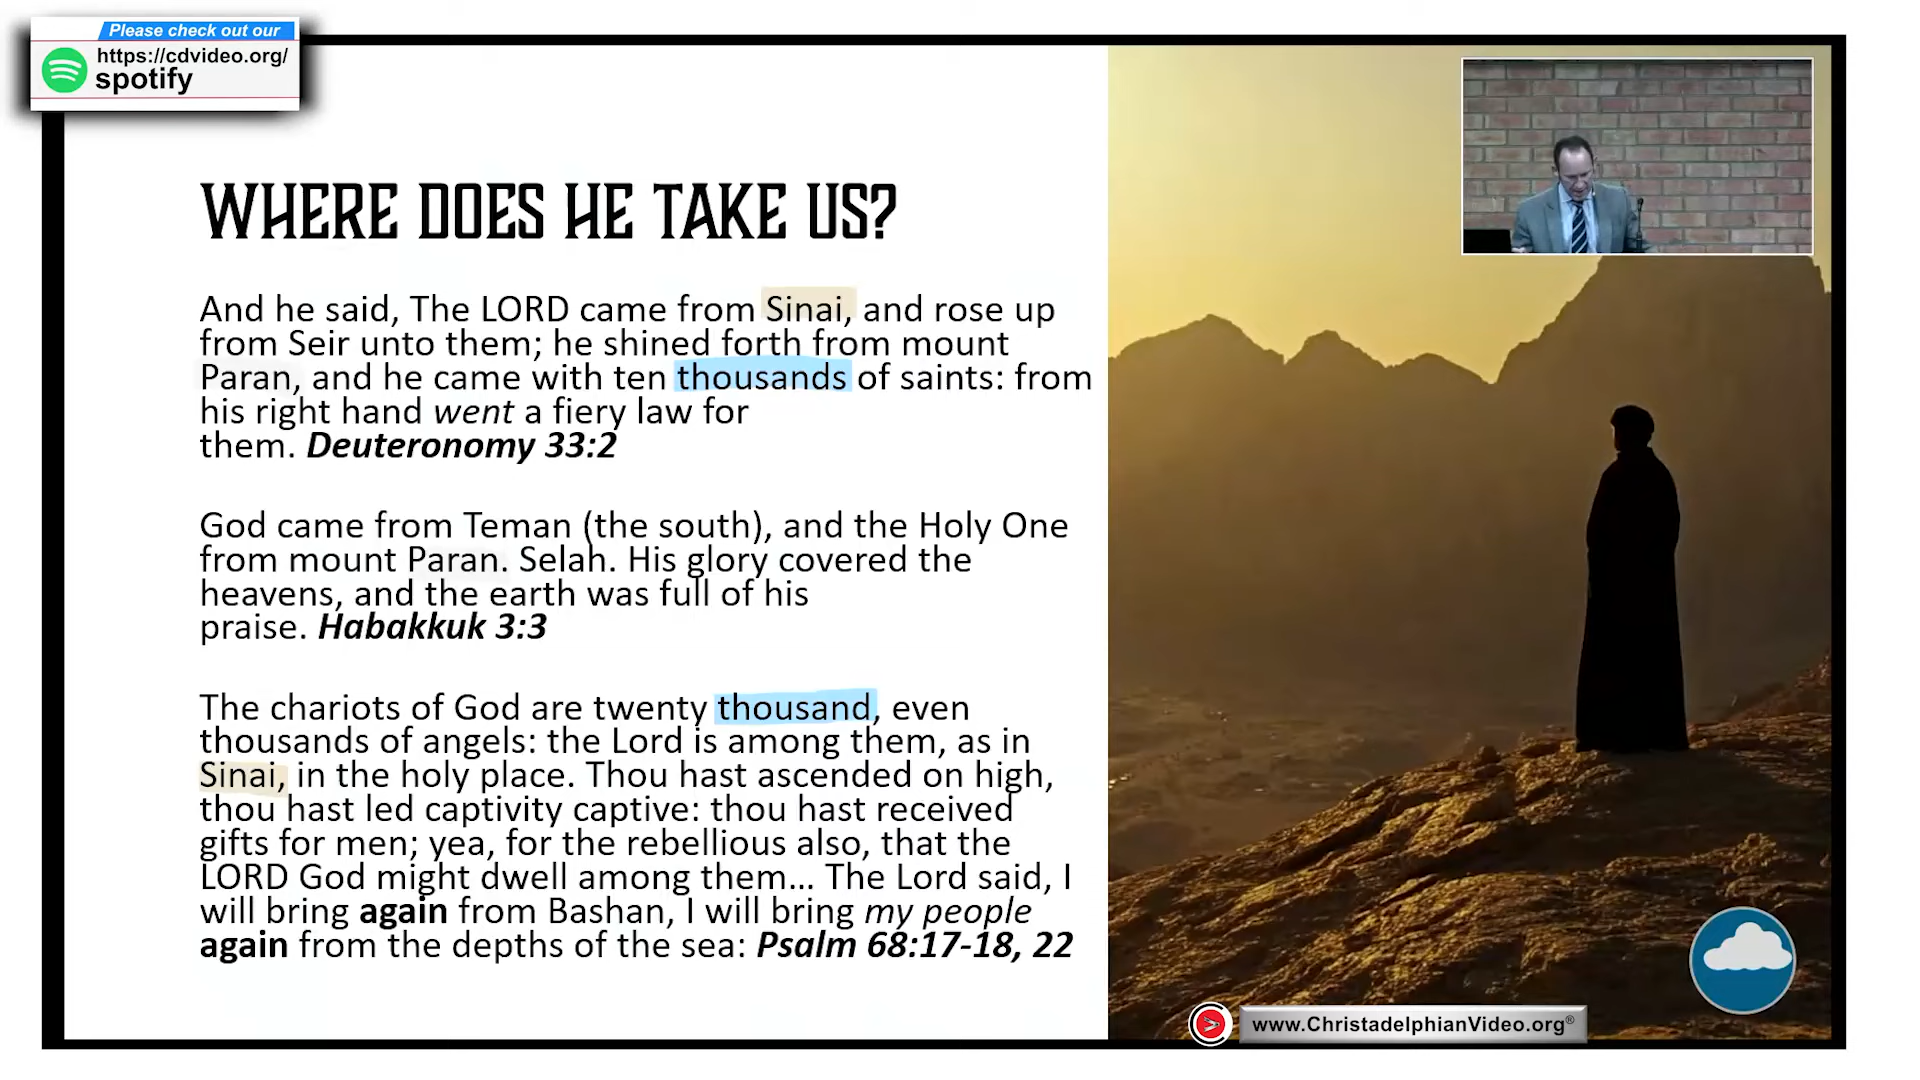 Please check out our
https://cdvideo.org/
spotify
WHERE DOES HE TAKE US?
And he said, The LORD came from Sinai, and rose up
from Seir unto them; he shined forth from mount
Paran, and he came with ten thousands of saints: from
his right hand went a fiery law for
them. Deuteronomy 33:2
God came from Teman (the south), and the Holy One
from mount Paran. Selah. His glory covered the
heavens, and the earth was full of his
praise. Habakkuk 3:3
The chariots of God are twenty thousand, even
thousands of angels: the Lord is among them, as in
Sinai, in the holy place. Thou hast ascended on high,
thou hast led captivity captive: thou hast received
gifts for men; yea, for the rebellious also, that the
LORD God might dwell among them... The Lord said, I
will bring again from Bashan, I will bring my people
again from the depths of the sea: Psalm 68:17-18, 22
www.ChristadelphianVideo.org®